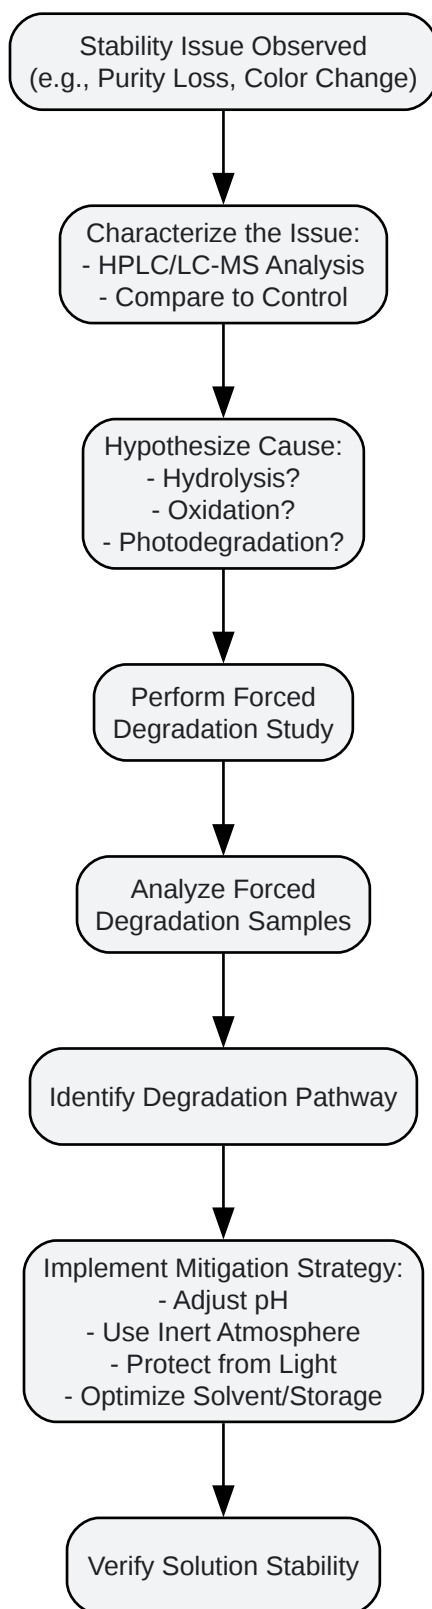 Stability Issue Observed
(e.g., Purity Loss, Color Change)
Characterize the Issue:
- HPLC/LC-MS Analysis
- Compare to Control
Hypothesize Cause:
- Hydrolysis?
- Oxidation?
- Photodegradation?
Perform Forced
Degradation Study
Analyze Forced
Degradation Samples
Identify Degradation Pathway
Implement Mitigation Strategy:
- Adjust pH
- Use Inert Atmosphere
- Protect from Light
- Optimize Solvent/Storage
Verify Solution Stability